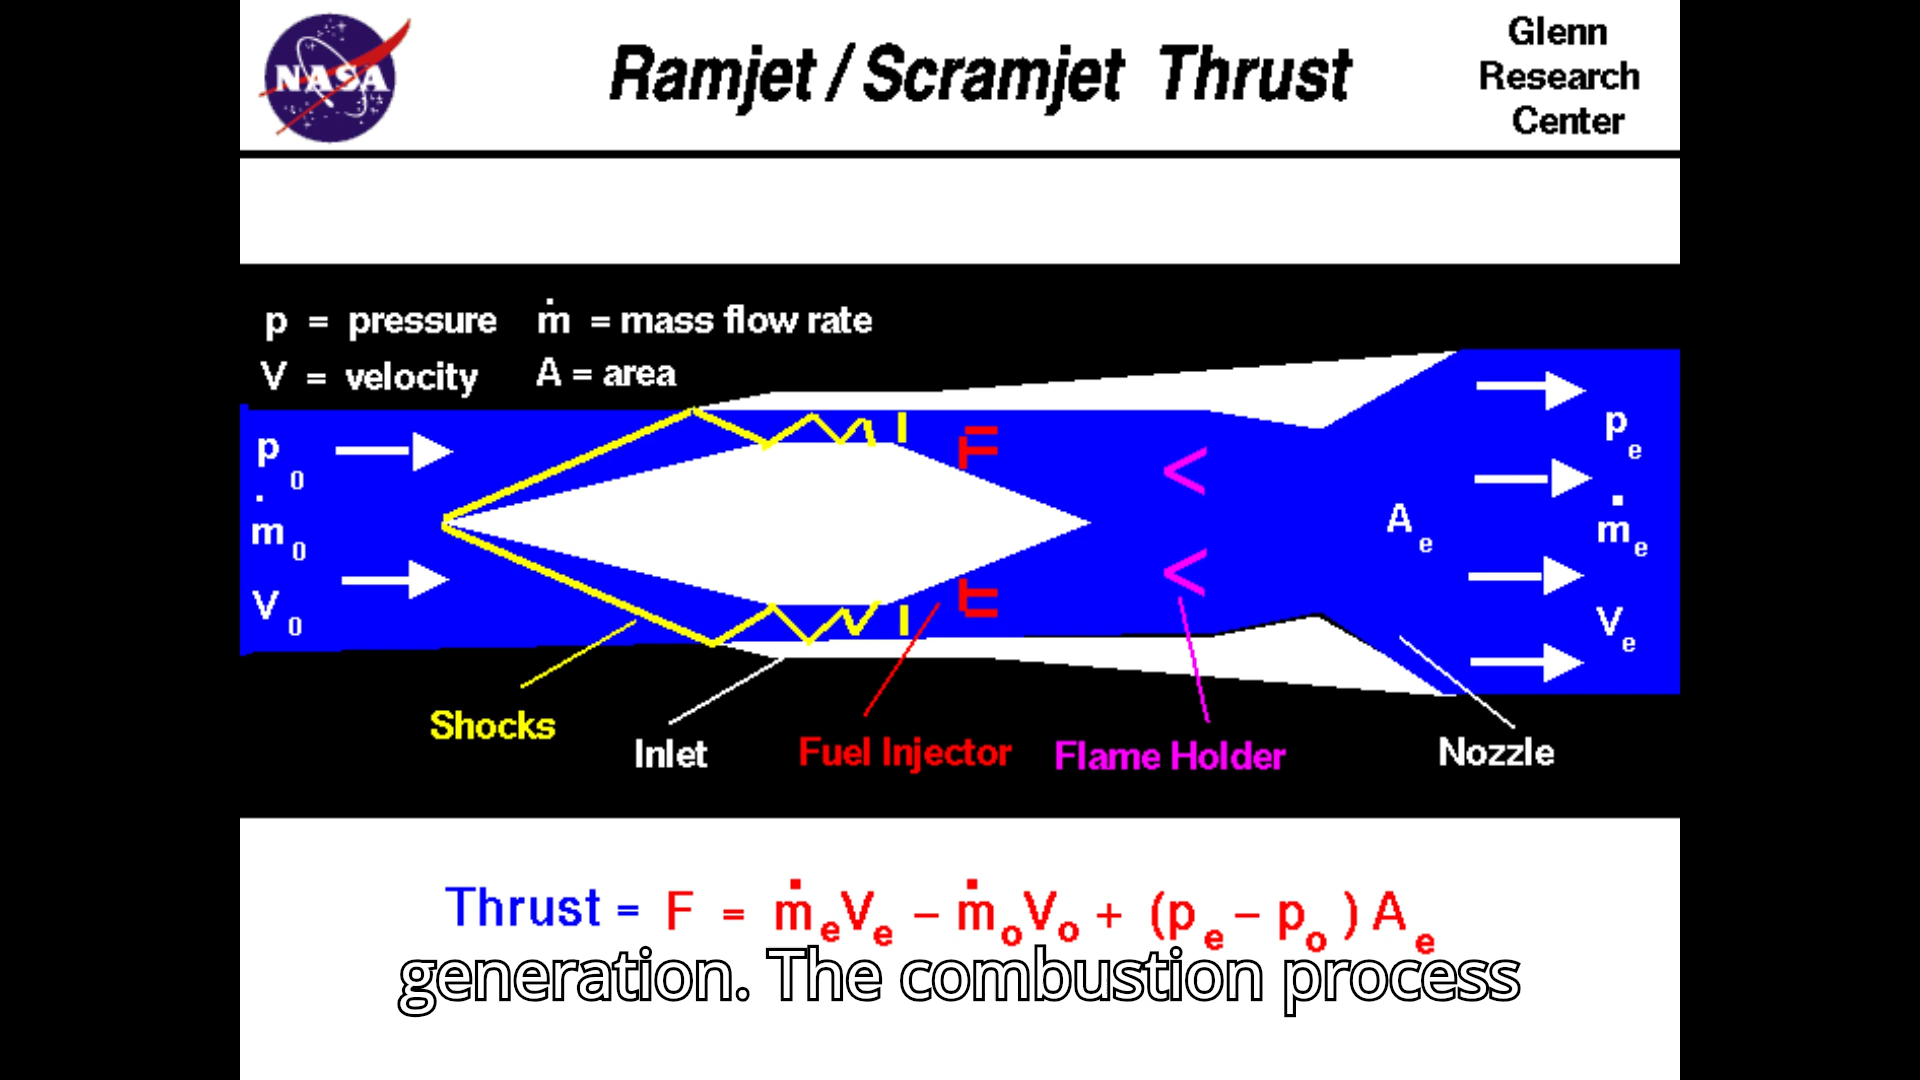 NASA
Ramjet / Scramjet Thrust
Glenn
Research
Center
p = pressure ṁ = mass flow rate
V = velocity A = area
p₀
ṁ₀
V₀
pₑ
Aₑ
ṁₑ
Vₑ
Shocks
Inlet
Fuel Injector
Flame Holder
Nozzle
Thrust = F = ṁₑVₑ – ṁₒVₒ + (pₑ – pₒ) Aₑ
generation. The combustion process